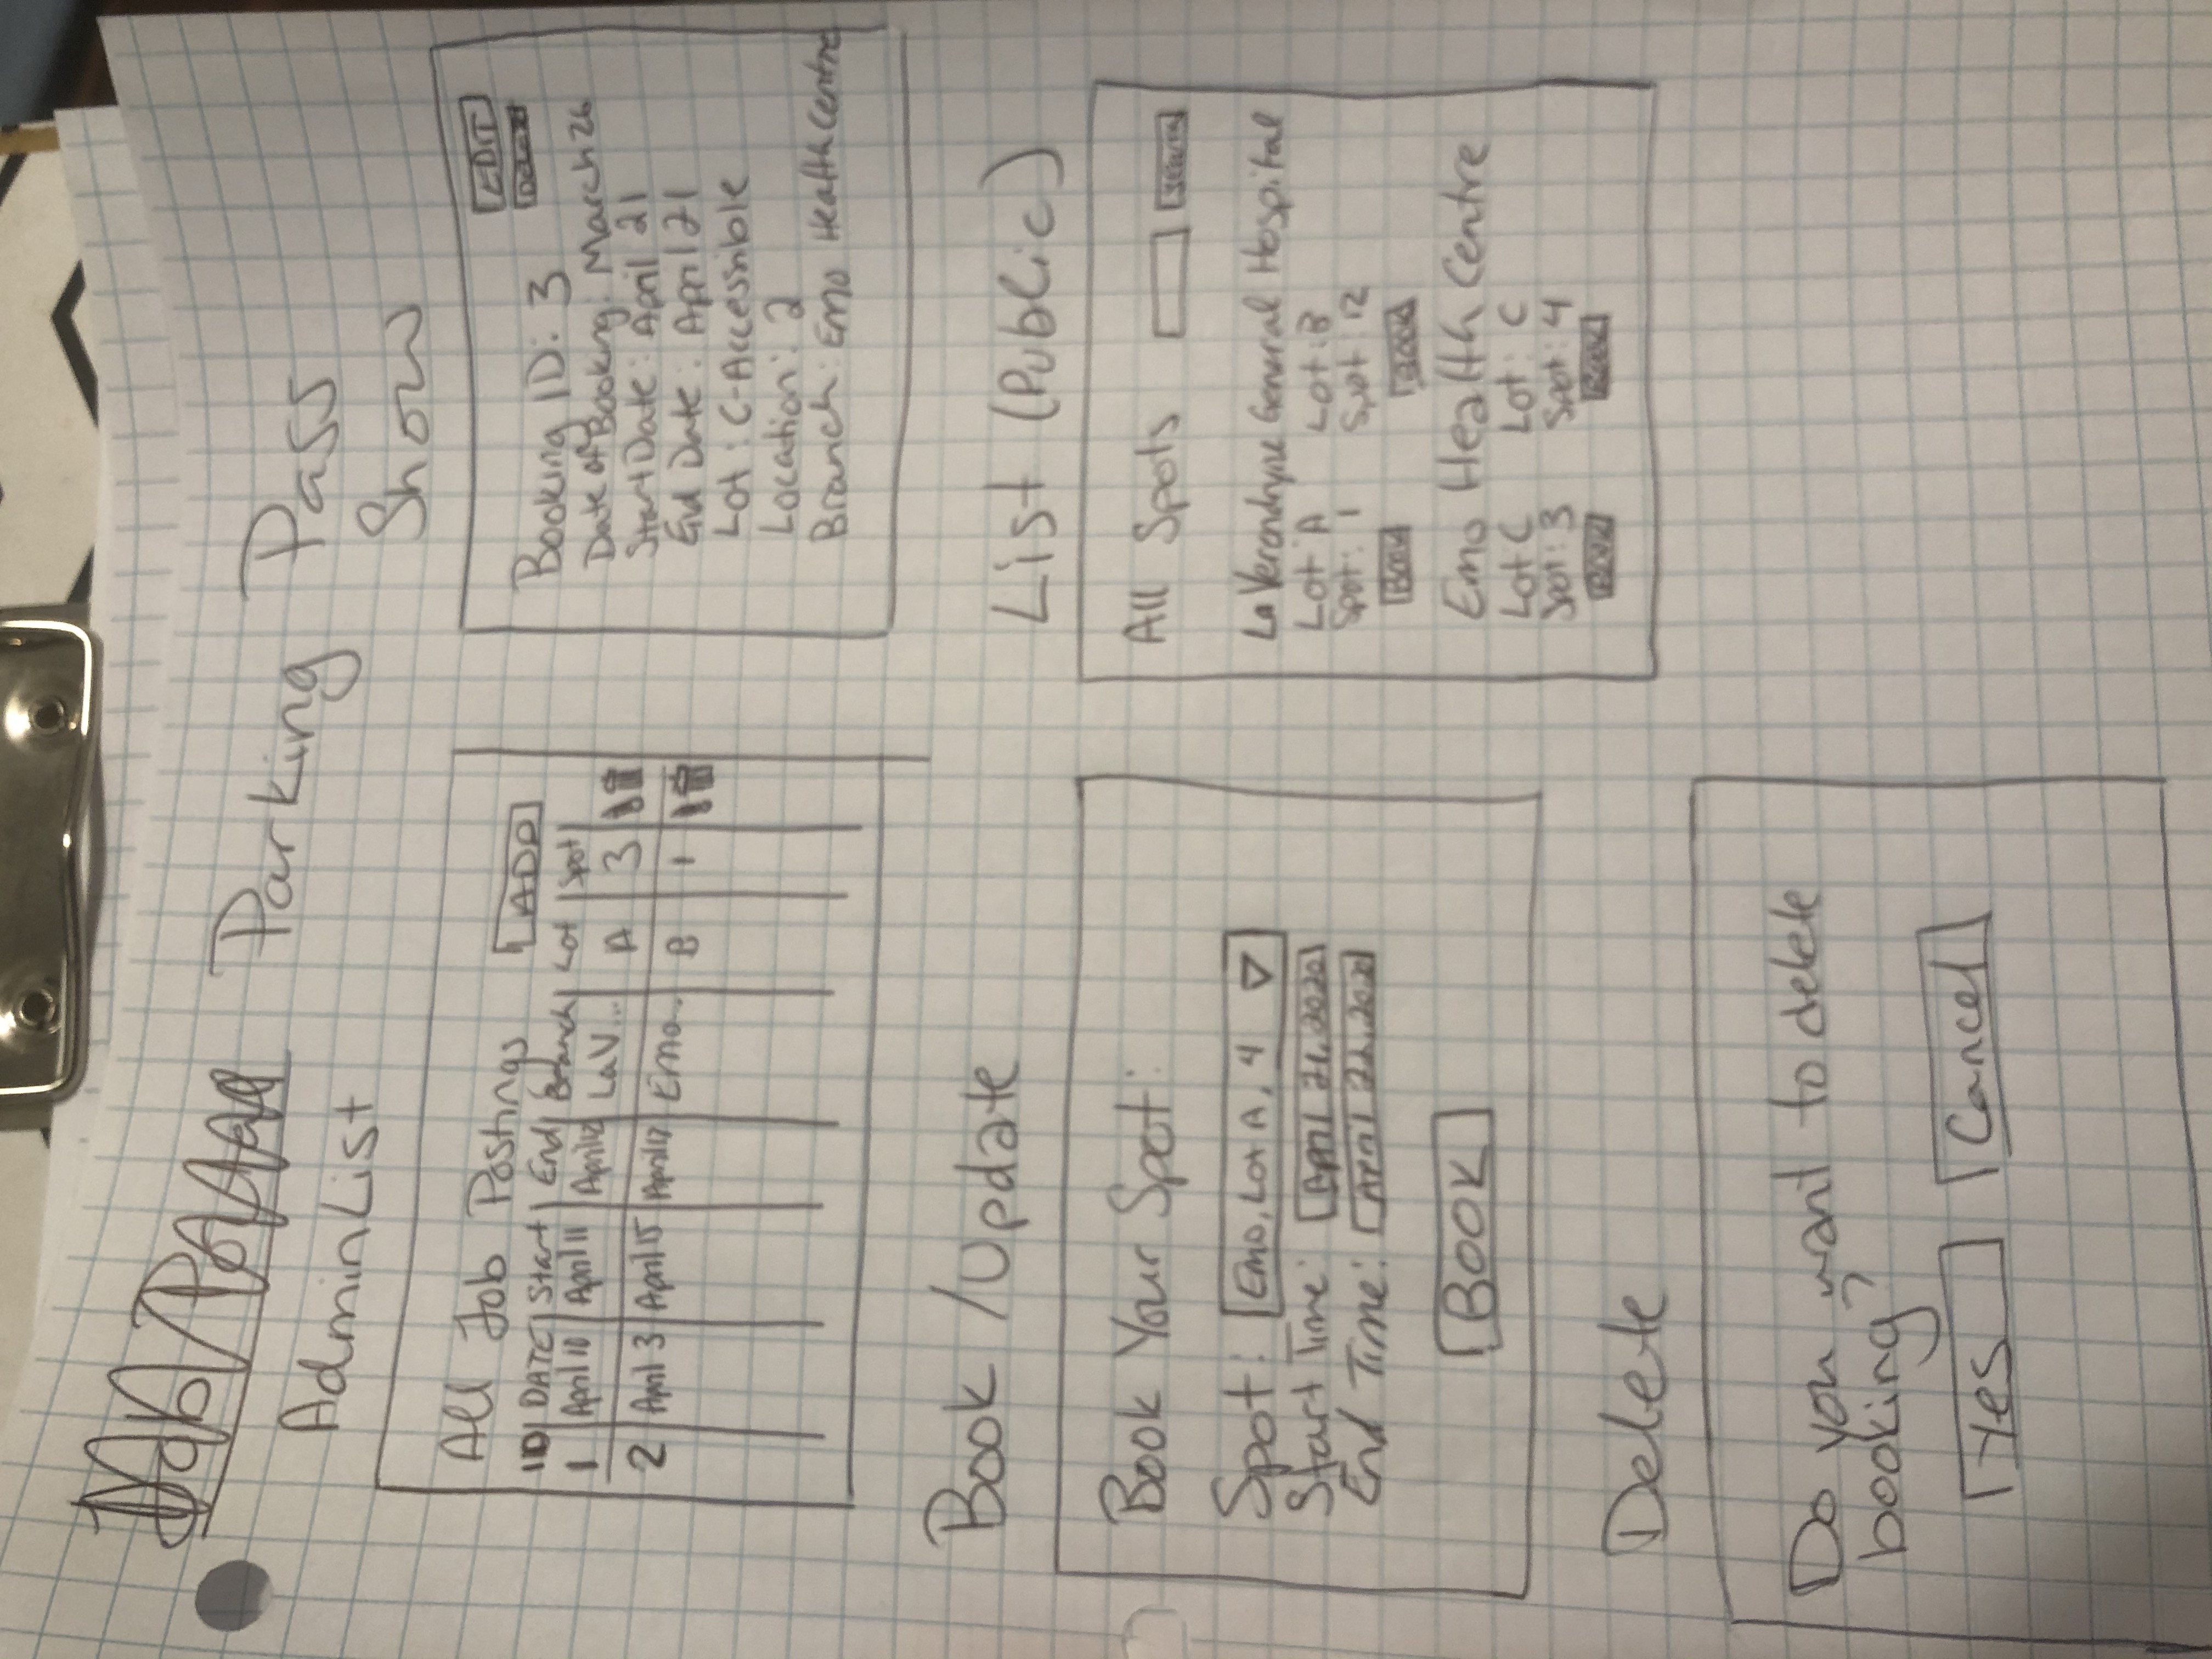 Parking Pass
Admin List
All Job Postings ADD
ID DATE Start End Branch Lot Spot
1 April 10 April 11 April 12 LaV... A 3
2 April 3 April 15 April 17 Emo.. B 1
Show
EDIT
Delete
Booking ID: 3
Date of Booking: March 26
Start Date: April 21
End Date: April 21
Lot: C-Accessible
Location: 2
Branch: Emo Health Centre
Book /Update
Book Your Spot:
Spot: Emo, Lot A, 4
Start Time: April 21, 2020
End Time: April 22, 2020
BOOK
List (Public)
All Spots Search
La Verendryne General Hospital
Lot A Lot: B
Spot: 1 Spot: 12
BOOK BOOK
Emo Health Centre
Lot C Lot: C
Spot: 3 Spot: 4
BOOK BOOK
Delete
Do you want to delete
booking?
Yes Cancel